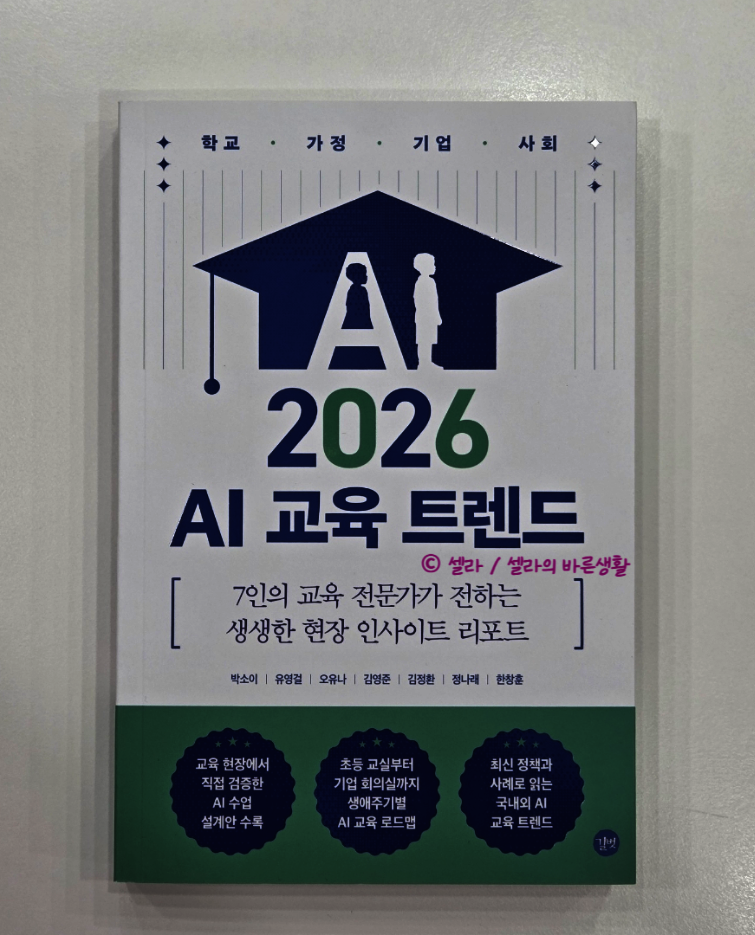 학교 · 가정 · 기업 · 사회
AI
2026
AI 교육 트렌드
© 셀라 / 셀라의 바른생활
7인의 교육 전문가가 전하는
생생한 현장 인사이트 리포트
박소이 | 유영걸 | 오유나 | 김영준 | 김정환 | 정나래 | 한창훈
교육 현장에서
직접 검증한
AI 수업
설계안 수록
초등 교실부터
기업 회의실까지
생애주기별
AI 교육 로드맵
최신 정책과
사례로 읽는
국내외 AI
교육 트렌드
길벗